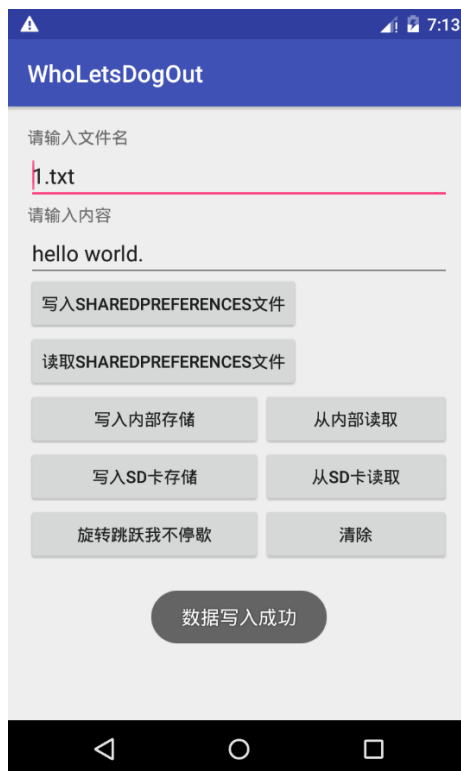 7:13
WhoLetsDogOut
请输入文件名
1.txt
请输入内容
hello world.
写入SHAREDPREFERENCES文件
读取SHAREDPREFERENCES文件
写入内部存储 从内部读取
写入SD卡存储 从SD卡读取
旋转跳跃我不停歇 清除
数据写入成功